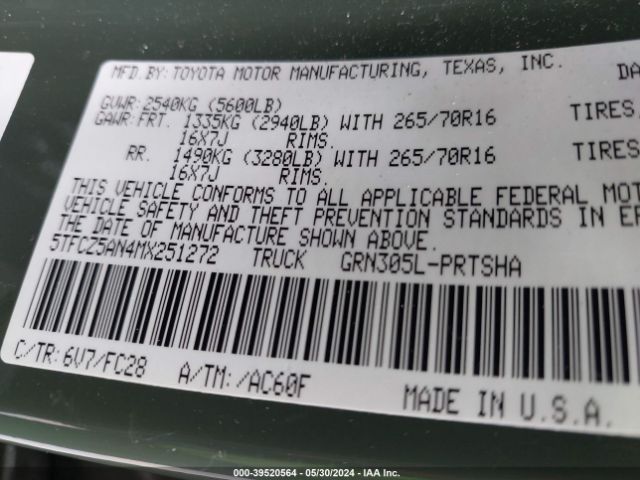 MFD BY: TOYOTA MOTOR MANUFACTURING, TEXAS, INC. DA
GVWR: 2540KG (5600LB)
GAWR: FRT. 1335KG (2940LB) WITH 265/70R16 TIRES,
16X7J RIMS.
RR. 1490KG (3280LB) WITH 265/70R16 TIRES
16X7J RIMS.
THIS VEHICLE CONFORMS TO ALL APPLICABLE FEDERAL MOT
VEHICLE SAFETY AND THEFT PREVENTION STANDARDS IN EF
THE DATE OF MANUFACTURE SHOWN ABOVE.
5TFCZ5AN4MX251272 TRUCK GRN305L-PRTSHA
C/TR: 6V7/FC28 A/TM: /AC60F MADE IN U.S.A.
000-39520564 - 05/30/2024 - IAA Inc.